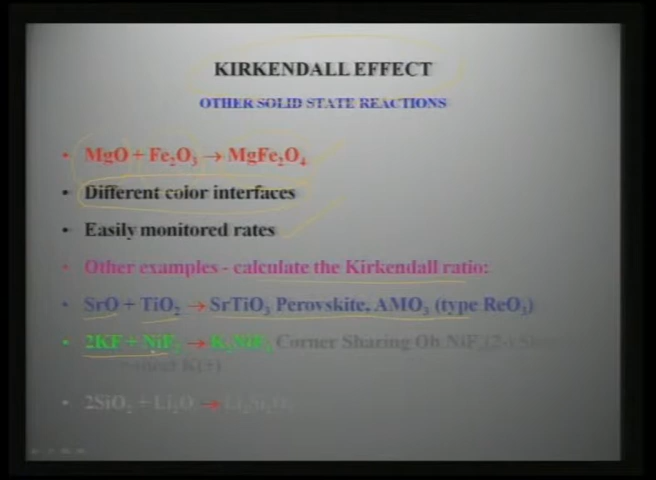 KIRKENDALL EFFECT
OTHER SOLID STATE REACTIONS
• MgO + Fe₂O₃ → MgFe₂O₄
• Different color interfaces
• Easily monitored rates
• Other examples - calculate the Kirkendall ratio:
• SrO + TiO₂ → SrTiO₃ Perovskite, AMO₃ (type ReO₃)
• 2KF + NiF₂ → K₂NiF₄ Corner Sharing Oh NiF₆(2-)
K(+)
• 2SiO₂ + Li₂O →